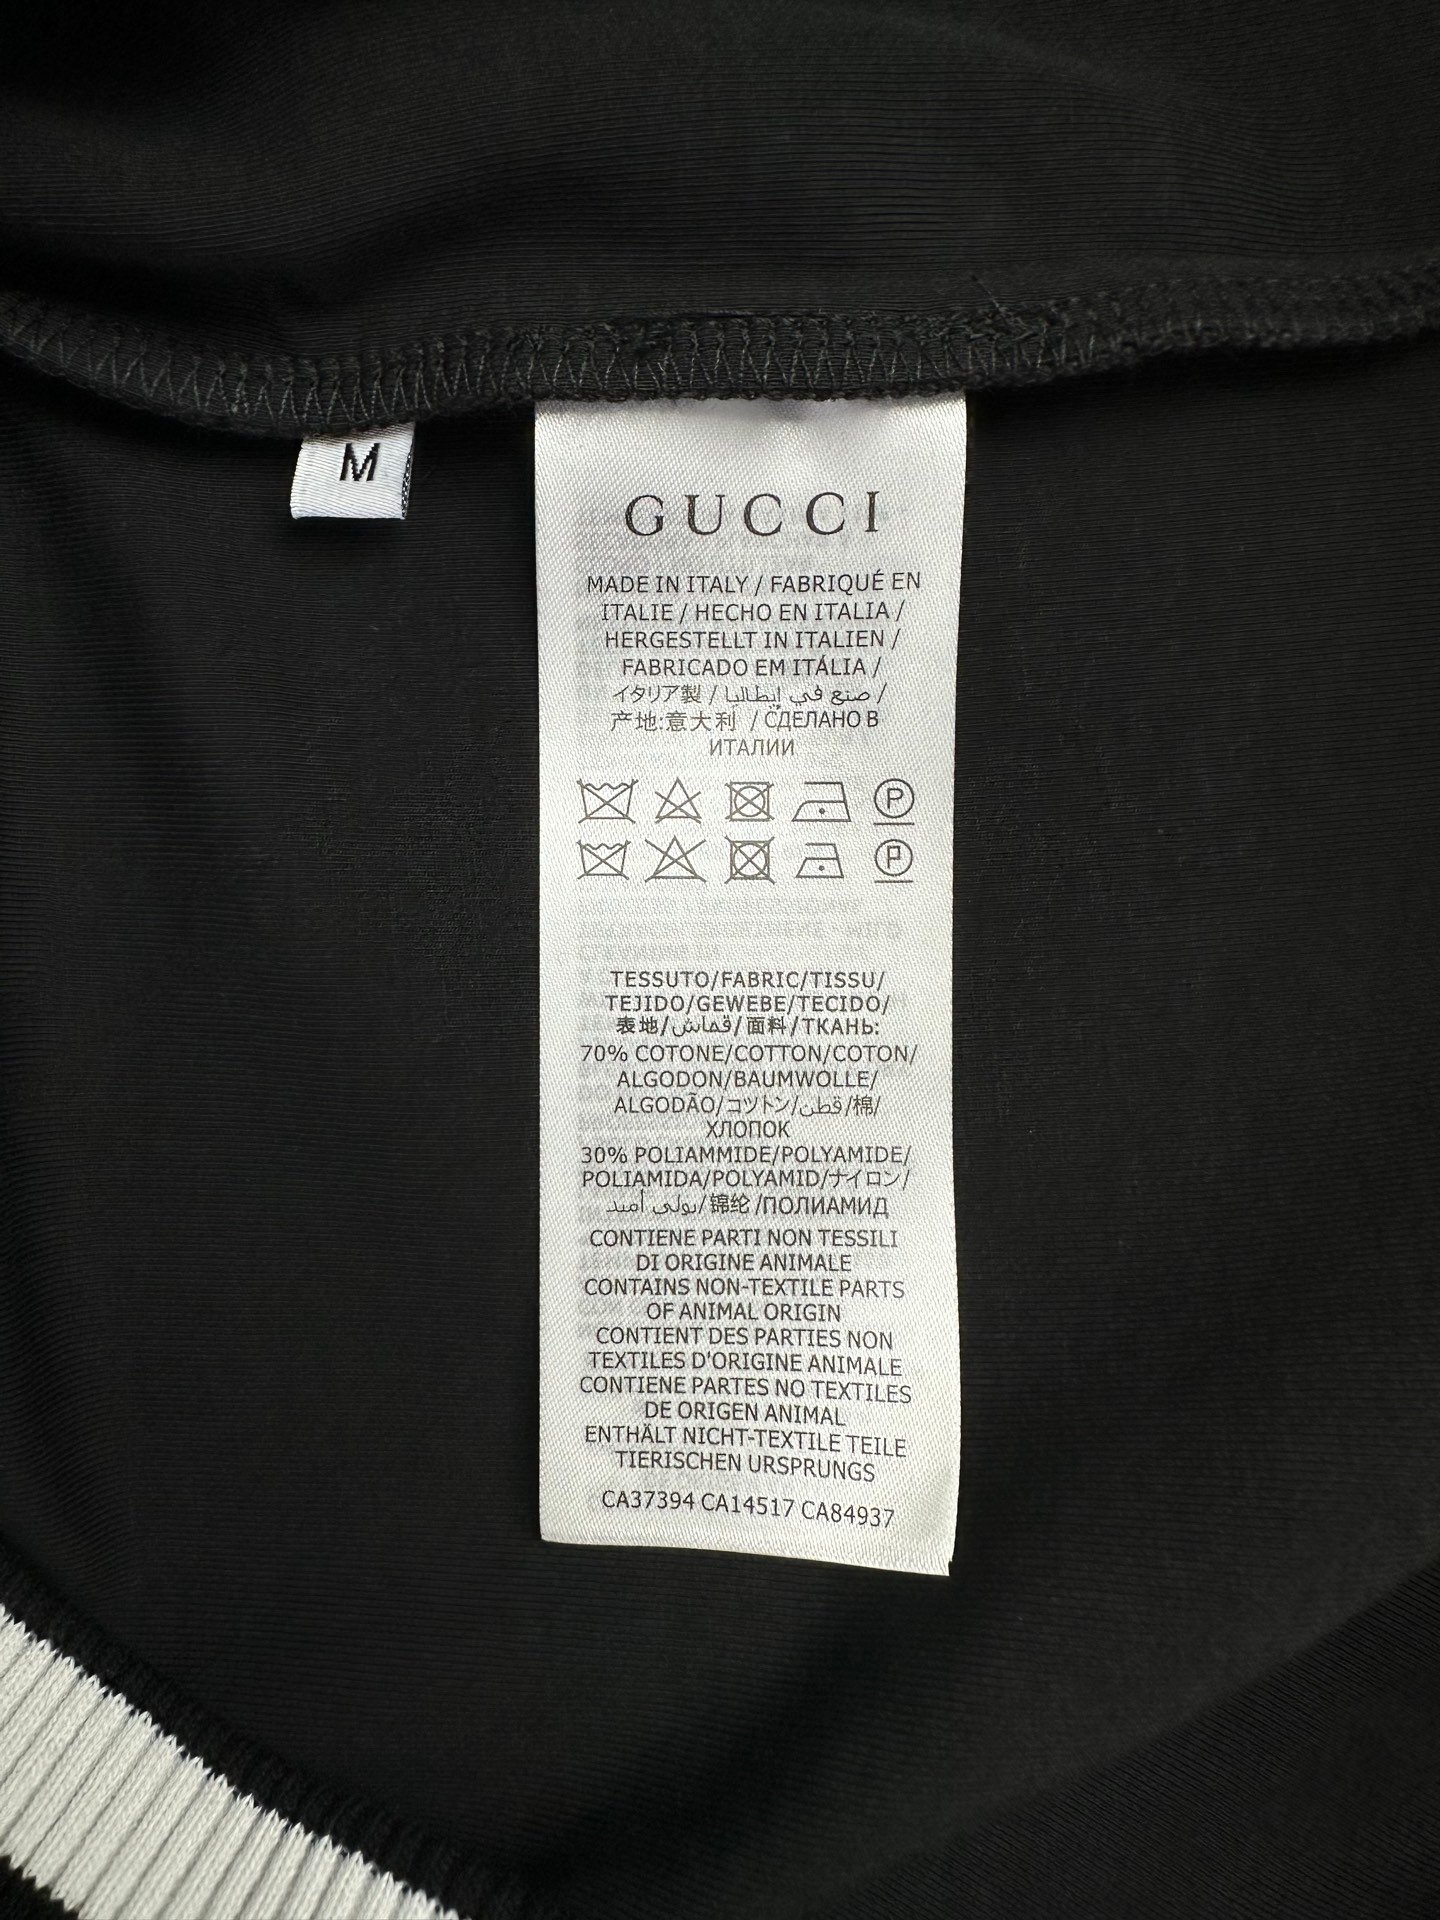 M
GUCCI
MADE IN ITALY / FABRIQUÉ EN
ITALIE / HECHO EN ITALIA /
HERGESTELLT IN ITALIEN /
FABRICADO EM ITÁLIA /
イタリア製 / صنع في إيطاليا /
产地:意大利 / СДЕЛАНО В
ИТАЛИИ
P
P
TESSUTO/FABRIC/TISSU/
TEJIDO/GEWEBE/TECIDO/
表地/قماش/面料/ТКАНЬ:
70% COTONE/COTTON/COTON/
ALGODON/BAUMWOLLE/
ALGODÃO/コットン/قطن/棉/
ХЛОПОК
30% POLIAMMIDE/POLYAMIDE/
POLIAMIDA/POLYAMID/ナイロン/
بولي أميد/锦纶/ПОЛИАМИД
CONTIENE PARTI NON TESSILI
DI ORIGINE ANIMALE
CONTAINS NON-TEXTILE PARTS
OF ANIMAL ORIGIN
CONTIENT DES PARTIES NON
TEXTILES D'ORIGINE ANIMALE
CONTIENE PARTES NO TEXTILES
DE ORIGEN ANIMAL
ENTHÄLT NICHT-TEXTILE TEILE
TIERISCHEN URSPRUNGS
CA37394 CA14517 CA84937